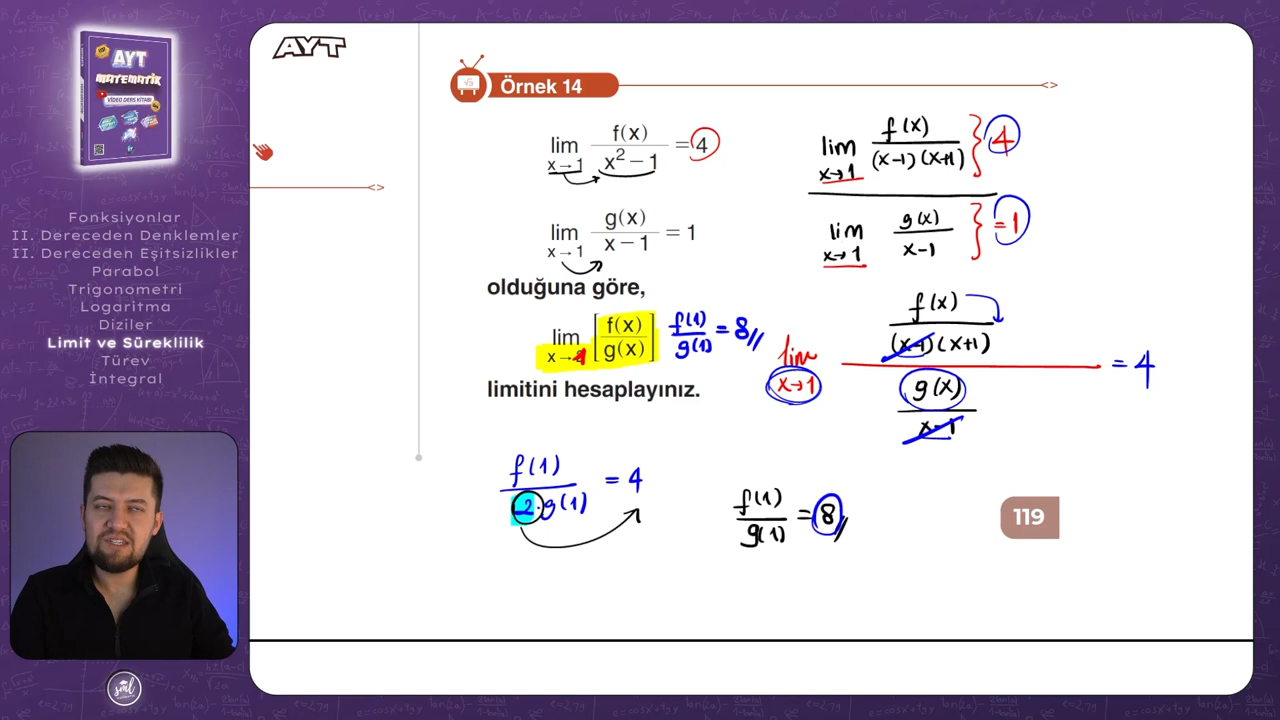 AYT
MATEMATİK
VİDEO DERS KİTABI
Fonksiyonlar
II. Dereceden Denklemler
II. Dereceden Eşitsizlikler
Parabol
Trigonometri
Logaritma
Diziler
Limit ve Süreklilik
Türev
İntegral
sml
AYT
Örnek 14
lim x→1 f(x) / x² − 1 = 4
lim x→1 g(x) / x − 1 = 1
olduğuna göre,
lim x→1 [ f(x) / g(x) ] f(1) / g(1) = 8//
limitini hesaplayınız.
f(1) / 2·g(1) = 4
lim x→1 f(x) / (x-1)(x+1) } 4
lim x→1 g(x) / x-1 } = 1
lim x→1 f(x) / (x-1)(x+1) / g(x) / x-1 = 4
f(1) / g(1) = 8//
119